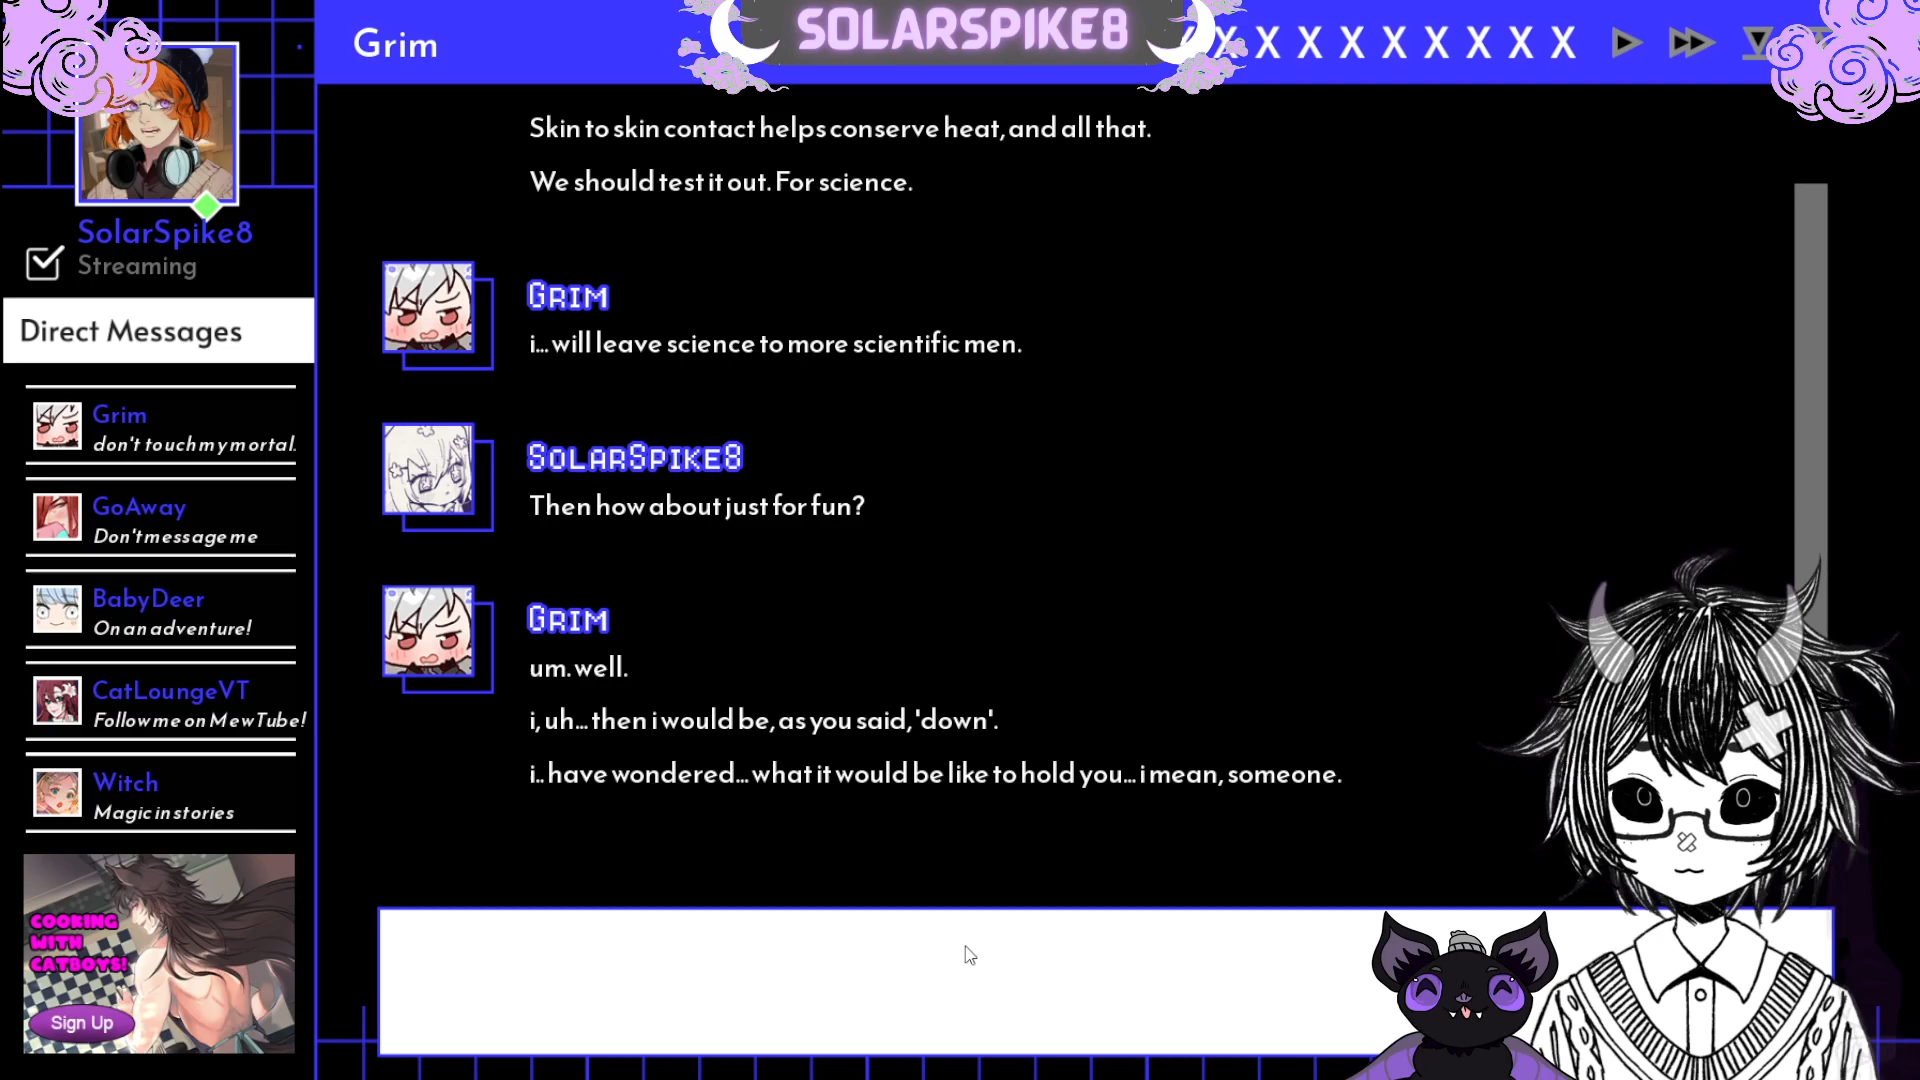 SOLARSPIKE8
Grim
X X X X X X X X X
SolarSpike8
Streaming
Direct Messages
Grim
don't touch my mortal.
GoAway
Don't message me
BabyDeer
On an adventure!
CatLoungeVT
Follow me on MewTube!
Witch
Magic in stories
COOKING
WITH
CATBOYS!
Sign Up
Skin to skin contact helps conserve heat, and all that.
We should test it out. For science.
GRIM
i... will leave science to more scientific men.
SOLARSPIKE8
Then how about just for fun?
GRIM
um. well.
i, uh... then i would be, as you said, 'down'.
i.. have wondered... what it would be like to hold you... i mean, someone.